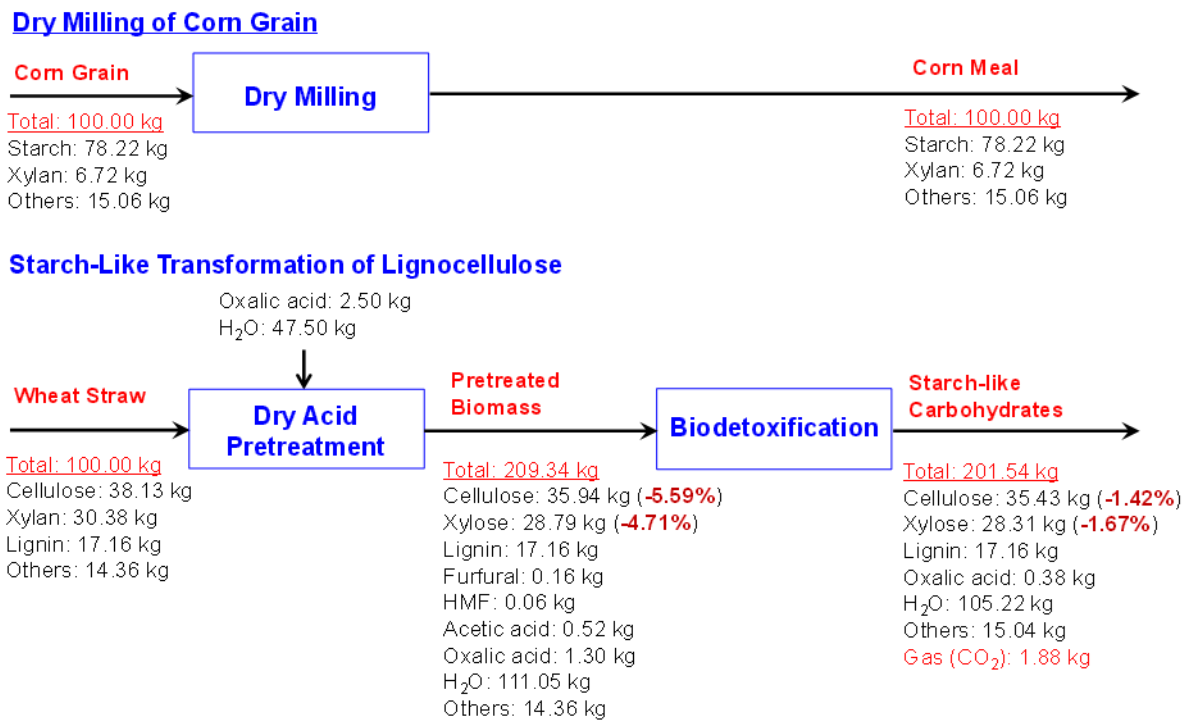 Dry Milling of Corn Grain
Corn Grain
Dry Milling
Corn Meal
Total: 100.00 kg
Starch: 78.22 kg
Xylan: 6.72 kg
Others: 15.06 kg
Total: 100.00 kg
Starch: 78.22 kg
Xylan: 6.72 kg
Others: 15.06 kg
Starch-Like Transformation of Lignocellulose
Oxalic acid: 2.50 kg
H₂O: 47.50 kg
Wheat Straw
Dry Acid
Pretreatment
Pretreated
Biomass
Biodetoxification
Starch-like
Carbohydrates
Total: 100.00 kg
Cellulose: 38.13 kg
Xylan: 30.38 kg
Lignin: 17.16 kg
Others: 14.36 kg
Total: 209.34 kg
Cellulose: 35.94 kg (-5.59%)
Xylose: 28.79 kg (-4.71%)
Lignin: 17.16 kg
Furfural: 0.16 kg
HMF: 0.06 kg
Acetic acid: 0.52 kg
Oxalic acid: 1.30 kg
H₂O: 111.05 kg
Others: 14.36 kg
Total: 201.54 kg
Cellulose: 35.43 kg (-1.42%)
Xylose: 28.31 kg (-1.67%)
Lignin: 17.16 kg
Oxalic acid: 0.38 kg
H₂O: 105.22 kg
Others: 15.04 kg
Gas (CO₂): 1.88 kg